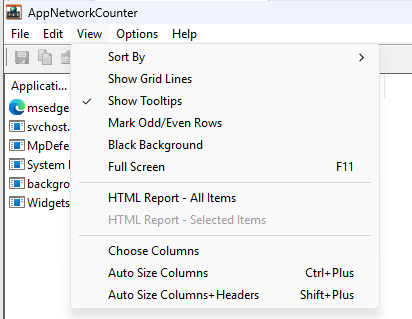 AppNetworkCounter
File Edit View Options Help
Applicati...
msedge
svchost.
MpDefe
System I
backgro
Widgets
Sort By
Show Grid Lines
Show Tooltips
Mark Odd/Even Rows
Black Background
Full Screen F11
HTML Report - All Items
HTML Report - Selected Items
Choose Columns
Auto Size Columns Ctrl+Plus
Auto Size Columns+Headers Shift+Plus